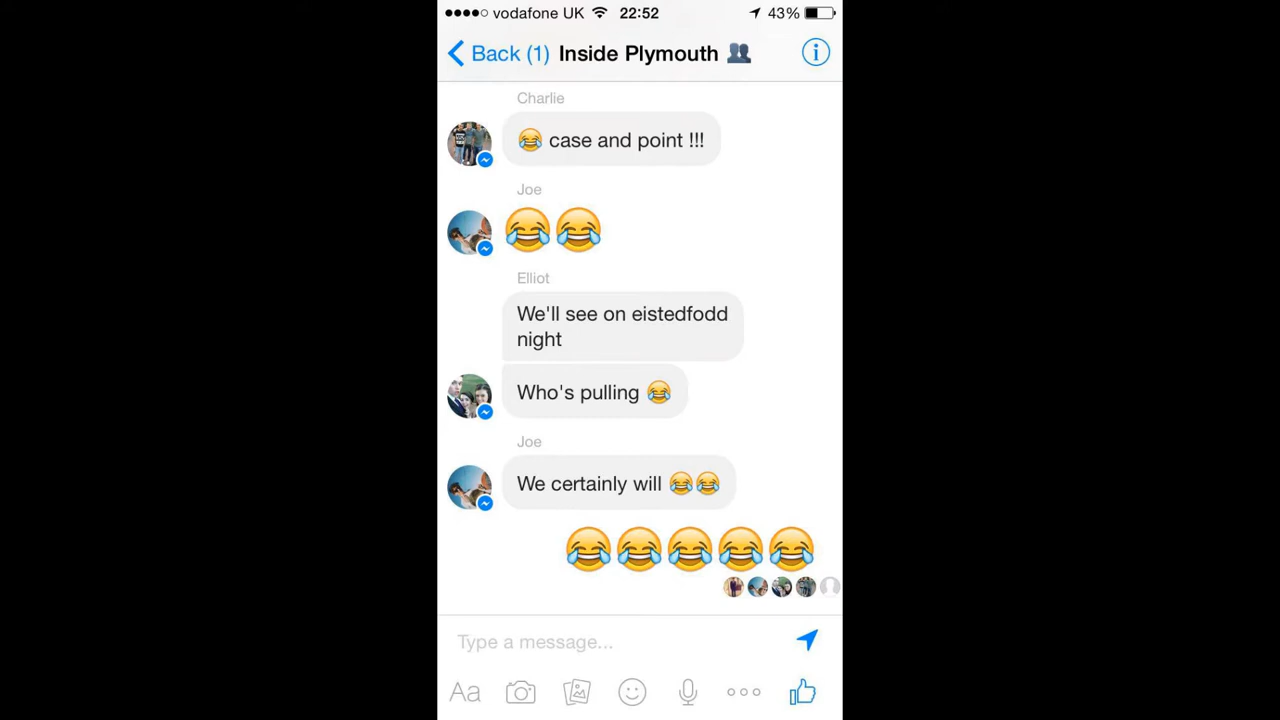 vodafone UK 22:52 43%
Back (1) Inside Plymouth 👥
Charlie
😂 case and point !!!
Joe
😂😂
Elliot
We'll see on eistedfodd
night
Who's pulling 😂
Joe
We certainly will 😂😂
😂😂😂😂😂
Type a message...
Aa